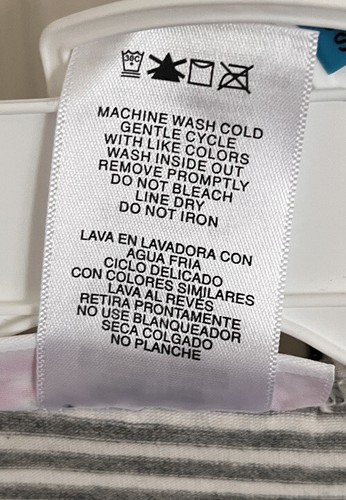 30C
MACHINE WASH COLD
GENTLE CYCLE
WITH LIKE COLORS
WASH INSIDE OUT
REMOVE PROMPTLY
DO NOT BLEACH
LINE DRY
DO NOT IRON
LAVA EN LAVADORA CON
AGUA FRIA
CICLO DELICADO
CON COLORES SIMILARES
LAVA AL REVÉS
RETIRA PRONTAMENTE
NO USE BLANQUEADOR
SECA COLGADO
NO PLANCHE